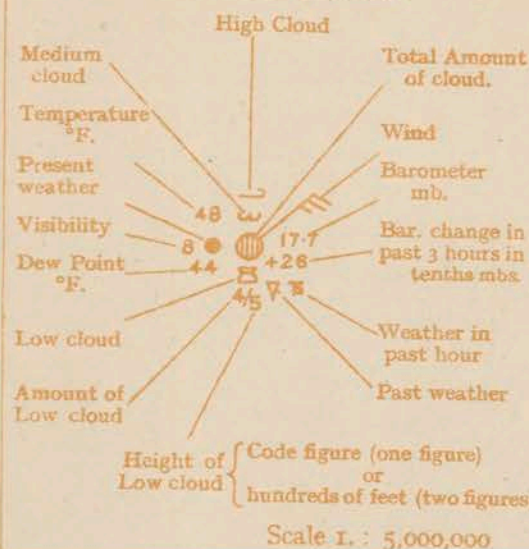 High Cloud
Medium
cloud
Total Amount
of cloud.
Temperature
°F.
Wind
Present
weather
Barometer
mb.
48
Visibility
8
17.7
Bar. change in
past 3 hours in
tenths mbs.
Dew Point
°F.
44
+26
4/5
Low cloud
Weather in
past hour
Amount of
Low cloud
Past weather
Height of
Low cloud
Code figure (one figure)
or
hundreds of feet (two figures
Scale 1. : 5,000,000